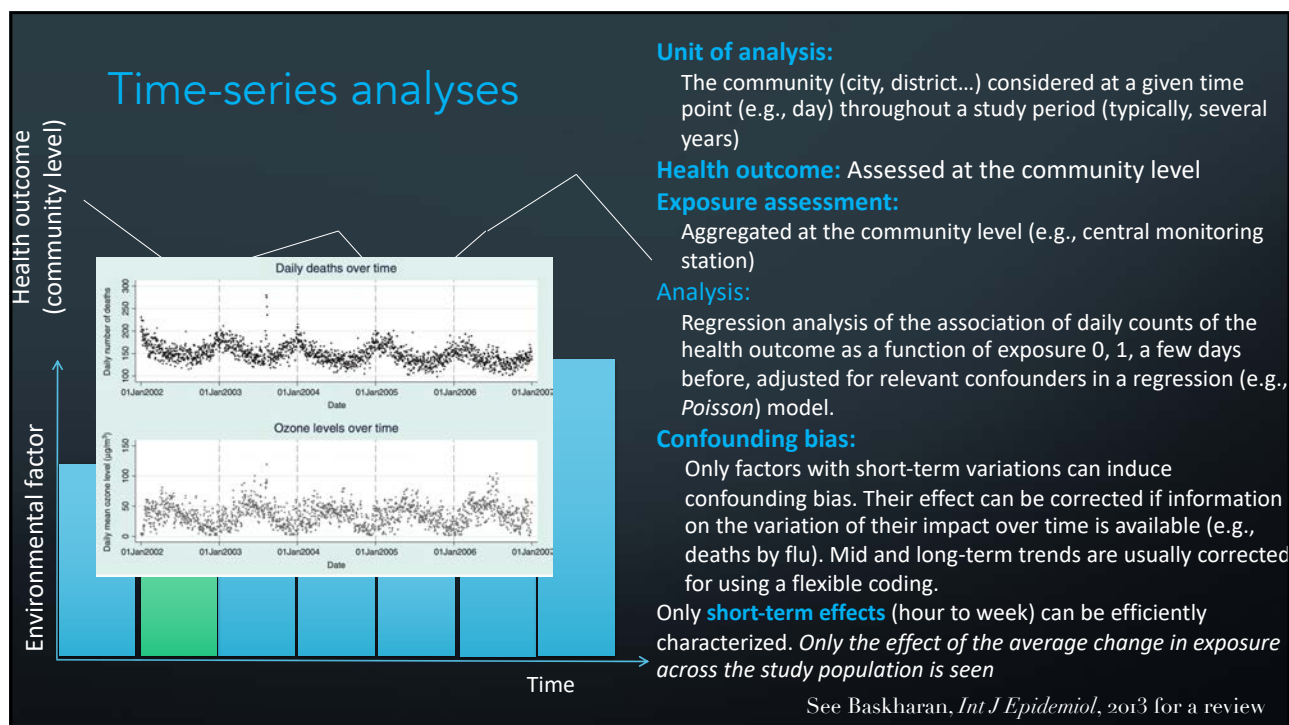 Time-series analyses
Health outcome
(community level)
Environmental factor
Time
Daily deaths over time
Daily number of deaths
300
250
200
150
100
01Jan2002 01Jan2003 01Jan2004 01Jan2005 01Jan2006 01Jan2007
Date
Ozone levels over time
Daily mean ozone level (µg/m³)
150
100
50
0
01Jan2002 01Jan2003 01Jan2004 01Jan2005 01Jan2006 01Jan2007
Date
Unit of analysis:
The community (city, district…) considered at a given time
point (e.g., day) throughout a study period (typically, several
years)
Health outcome: Assessed at the community level
Exposure assessment:
Aggregated at the community level (e.g., central monitoring
station)
Analysis:
Regression analysis of the association of daily counts of the
health outcome as a function of exposure 0, 1, a few days
before, adjusted for relevant confounders in a regression (e.g.,
Poisson) model.
Confounding bias:
Only factors with short-term variations can induce
confounding bias. Their effect can be corrected if information
on the variation of their impact over time is available (e.g.,
deaths by flu). Mid and long-term trends are usually corrected
for using a flexible coding.
Only short-term effects (hour to week) can be efficiently
characterized. Only the effect of the average change in exposure
across the study population is seen
See Baskharan, Int J Epidemiol, 2013 for a review